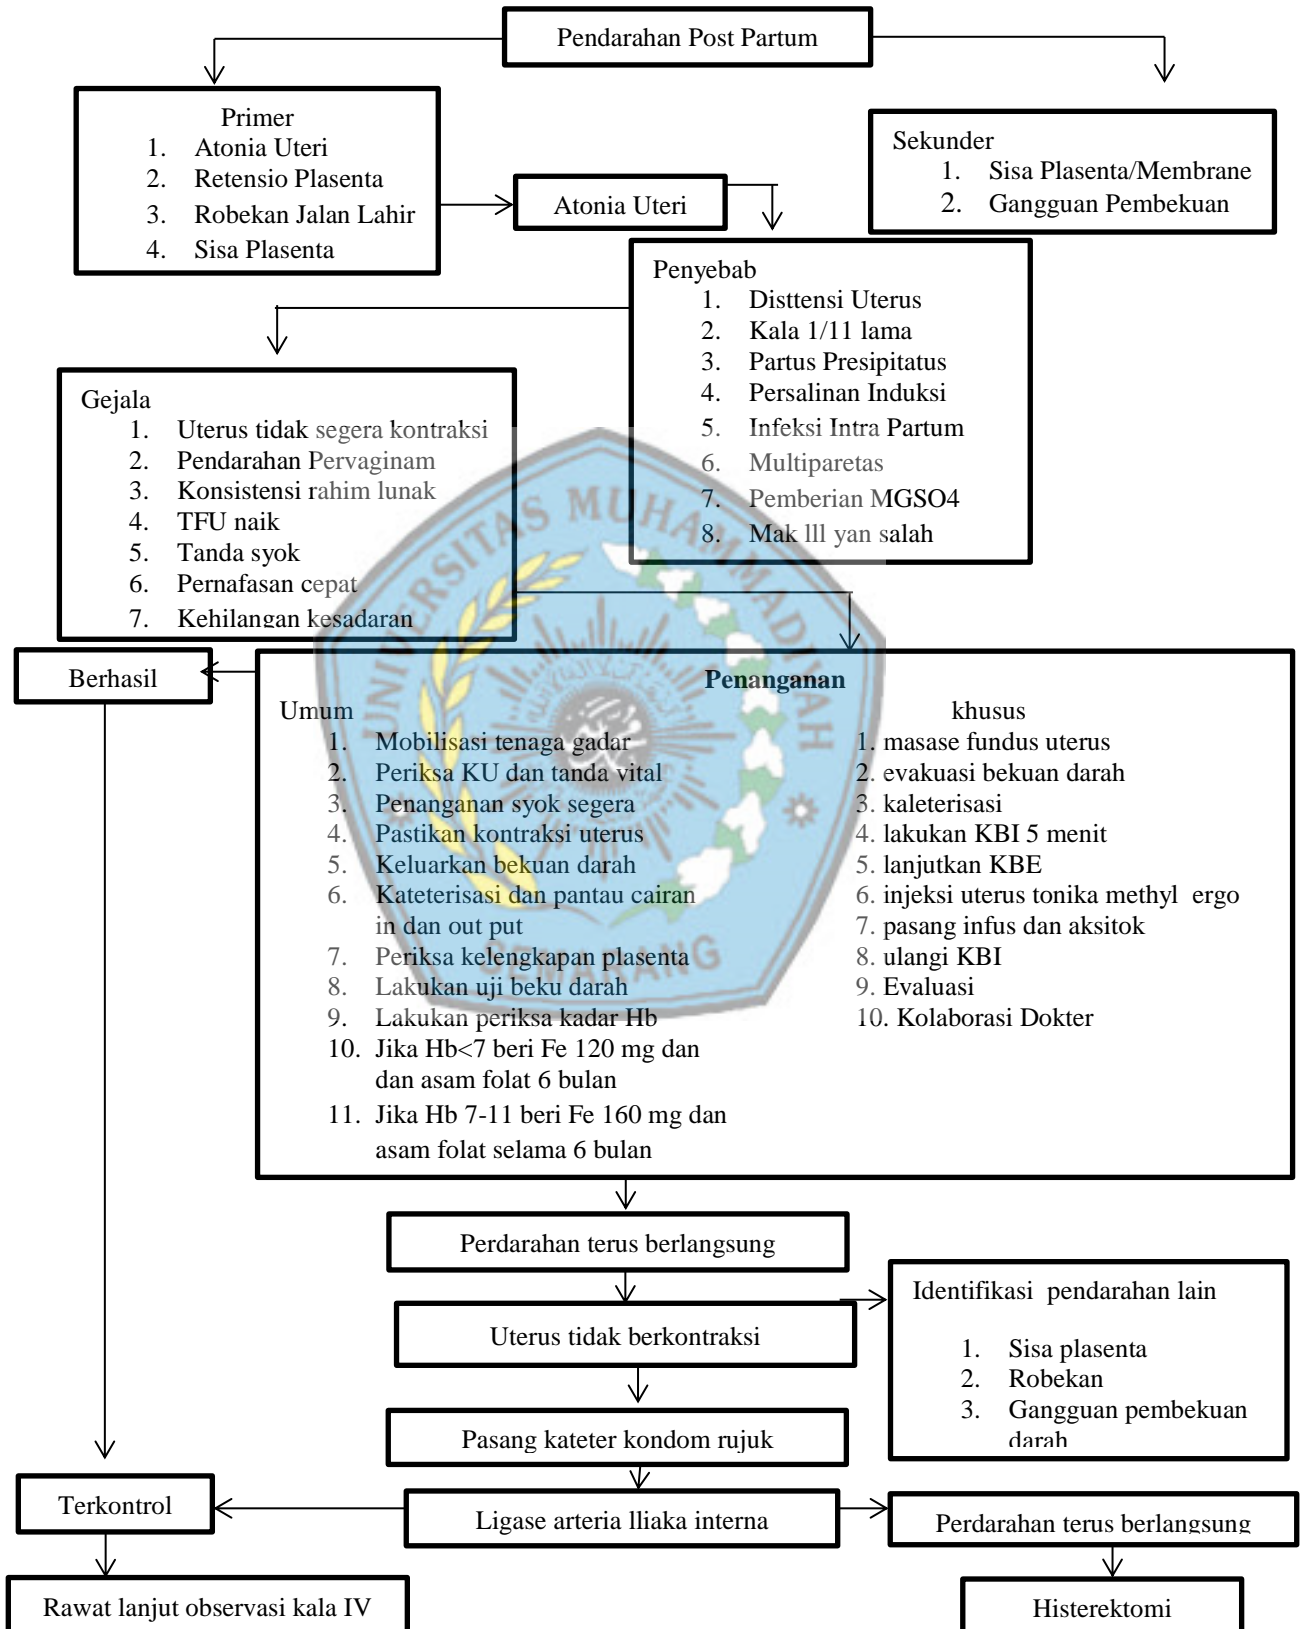 Pendarahan Post Partum
Primer
1. Atonia Uteri
2. Retensio Plasenta
3. Robekan Jalan Lahir
4. Sisa Plasenta
Sekunder
1. Sisa Plasenta/Membrane
2. Gangguan Pembekuan
Atonia Uteri
Penyebab
1. Disttensi Uterus
2. Kala 1/11 lama
3. Partus Presipitatus
4. Persalinan Induksi
5. Infeksi Intra Partum
6. Multiparetas
7. Pemberian MGSO4
8. Mak lll yan salah
Gejala
1. Uterus tidak segera kontraksi
2. Pendarahan Pervaginam
3. Konsistensi rahim lunak
4. TFU naik
5. Tanda syok
6. Pernafasan cepat
7. Kehilangan kesadaran
Berhasil
Penanganan
Umum
1. Mobilisasi tenaga gadar
2. Periksa KU dan tanda vital
3. Penanganan syok segera
4. Pastikan kontraksi uterus
5. Keluarkan bekuan darah
6. Kateterisasi dan pantau cairan
in dan out put
7. Periksa kelengkapan plasenta
8. Lakukan uji beku darah
9. Lakukan periksa kadar Hb
10. Jika Hb<7 beri Fe 120 mg dan
dan asam folat 6 bulan
11. Jika Hb 7-11 beri Fe 160 mg dan
asam folat selama 6 bulan
khusus
1. masase fundus uterus
2. evakuasi bekuan darah
3. kaleterisasi
4. lakukan KBI 5 menit
5. lanjutkan KBE
6. injeksi uterus tonika methyl ergo
7. pasang infus dan aksitok
8. ulangi KBI
9. Evaluasi
10. Kolaborasi Dokter
UNIVERSITAS MUHAMMADIYAH
SEMARANG
Perdarahan terus berlangsung
Uterus tidak berkontraksi
Identifikasi pendarahan lain
1. Sisa plasenta
2. Robekan
3. Gangguan pembekuan
darah
Pasang kateter kondom rujuk
Terkontrol
Ligase arteria lliaka interna
Perdarahan terus berlangsung
Rawat lanjut observasi kala IV
Histerektomi